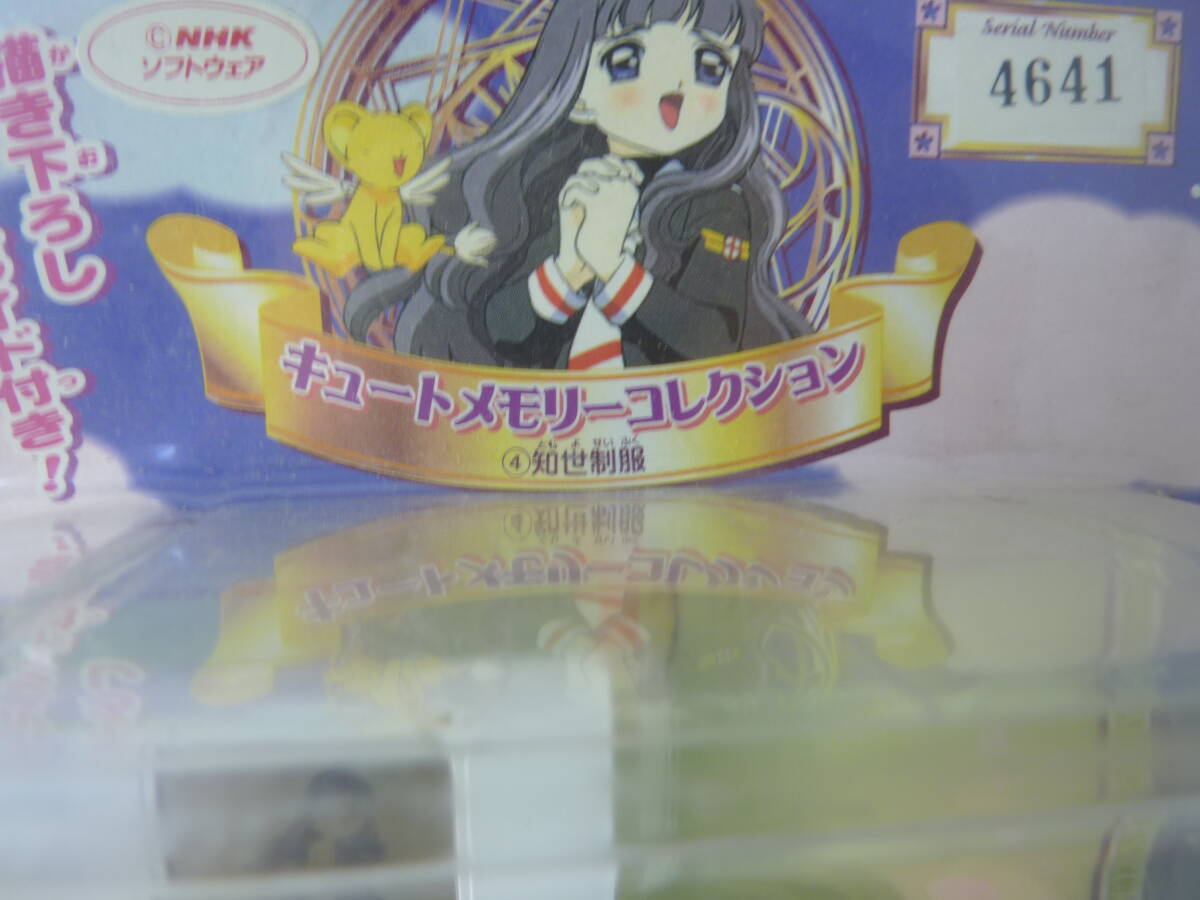 描き下ろし
ード付き!
©NHK
ソフトウェア
Serial Number
4641
キュートメモリーコレクション
④知世制服